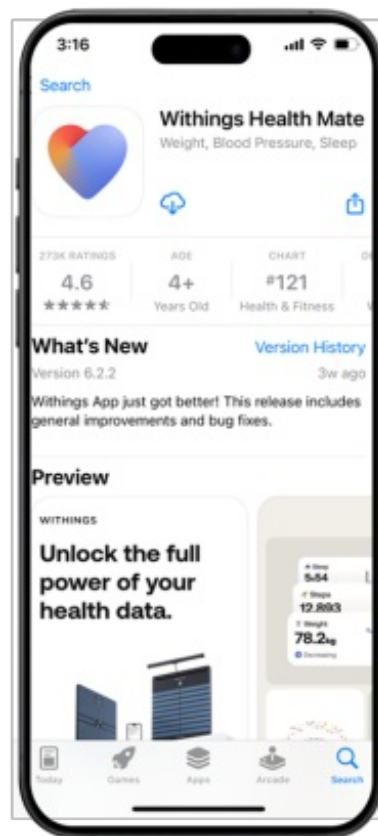 3:16
Search
Withings Health Mate
Weight, Blood Pressure, Sleep
273K RATINGS
AGE
CHART
4.6
4+
#121
Years Old
Health & Fitness
What's New
Version History
Version 6.2.2
3w ago
Withings App just got better! This release includes
general improvements and bug fixes.
Preview
WITHINGS
Unlock the full
power of your
health data.
Sleep
Steps
12,893
Weight
78.2kg
Decreasing
Today
Games
Apps
Arcade
Search